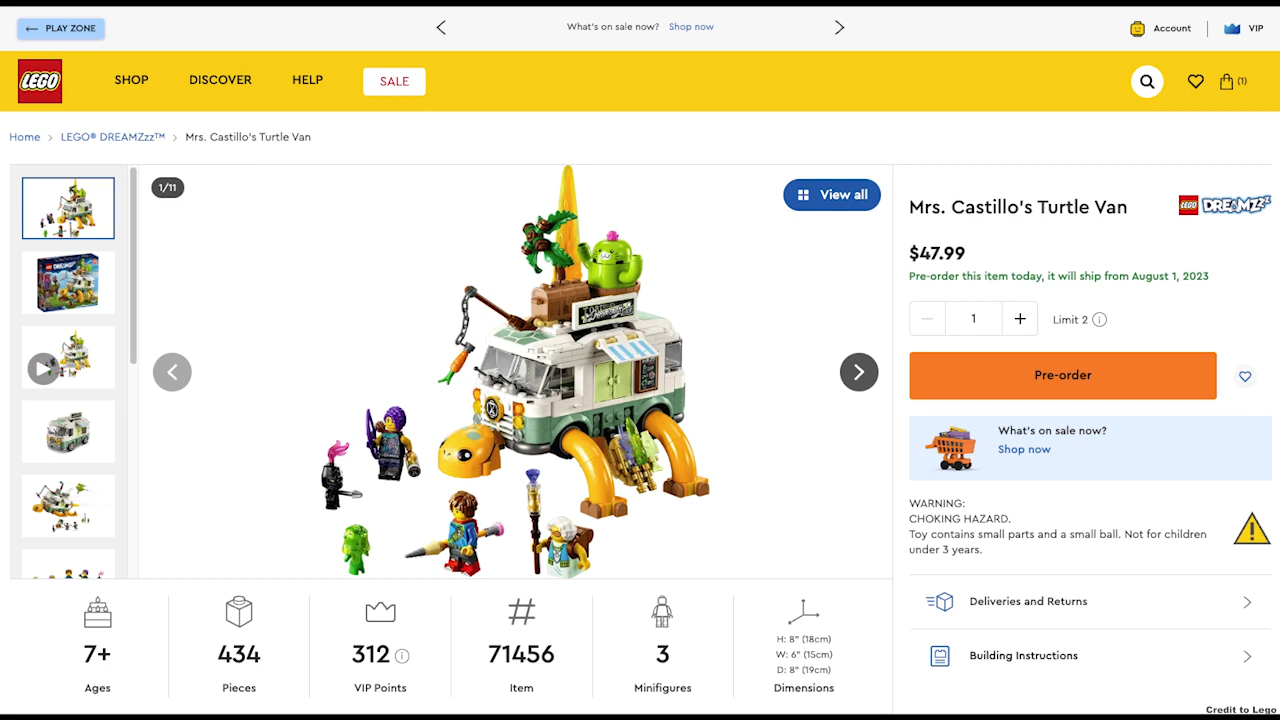 PLAY ZONE
What's on sale now? Shop now
Account
VIP
LEGO
SHOP
DISCOVER
HELP
SALE
(1)
Home > LEGO® DREAMZzz™ > Mrs. Castillo's Turtle Van
1/11
View all
Mrs. Castillo's Turtle Van
LEGO DREAMZzz
$47.99
Pre-order this item today, it will ship from August 1, 2023
1
Limit 2
Pre-order
What's on sale now?
Shop now
WARNING:
CHOKING HAZARD.
Toy contains small parts and a small ball. Not for children
under 3 years.
Deliveries and Returns
Building Instructions
7+
Ages
434
Pieces
312
VIP Points
71456
Item
3
Minifigures
H: 8" (18cm)
W: 6" (15cm)
D: 8" (19cm)
Dimensions
Credit to Lego